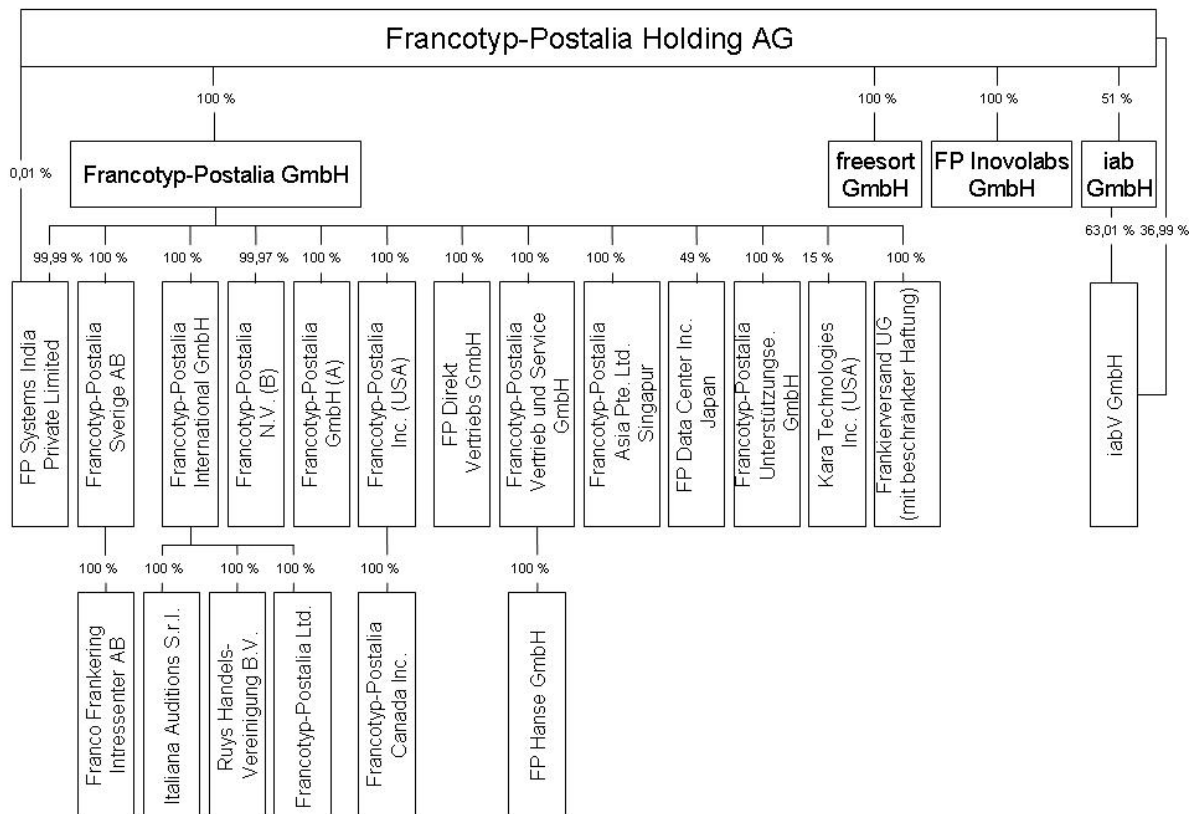 Francotyp-Postalia Holding AG
100 %
100 %
100 %
51 %
0,01 %
36,99 %
Francotyp-Postalia GmbH
freesort
GmbH
FP Inovolabs
GmbH
iab
GmbH
63,01 %
99,99 %
100 %
100 %
99,97 %
100 %
100 %
100 %
100 %
100 %
49 %
100 %
15 %
100 %
FP Systems India
Private Limited
Francotyp-Postalia
Sverige AB
Francotyp-Postalia
International GmbH
Francotyp-Postalia
N.V. (B)
Francotyp-Postalia
GmbH (A)
Francotyp-Postalia
Inc. (USA)
FP Direkt
Vertriebs GmbH
Francotyp-Postalia
Vertrieb und Service
GmbH
Francotyp-Postalia
Asia Pte. Ltd.
Singapur
FP Data Center Inc.
Japan
Francotyp-Postalia
Unterstützungse.
GmbH
Kara Technologies
Inc. (USA)
Frankierversand UG
(mit beschränkter Haftung)
iabV GmbH
100 %
100 %
100 %
100 %
100 %
100 %
Franco Frankering
Intressenter AB
Italiana Auditions S.r.l.
Ruys Handels-
Vereinigung B.V.
Francotyp-Postalia Ltd.
Francotyp-Postalia
Canada Inc.
FP Hanse GmbH